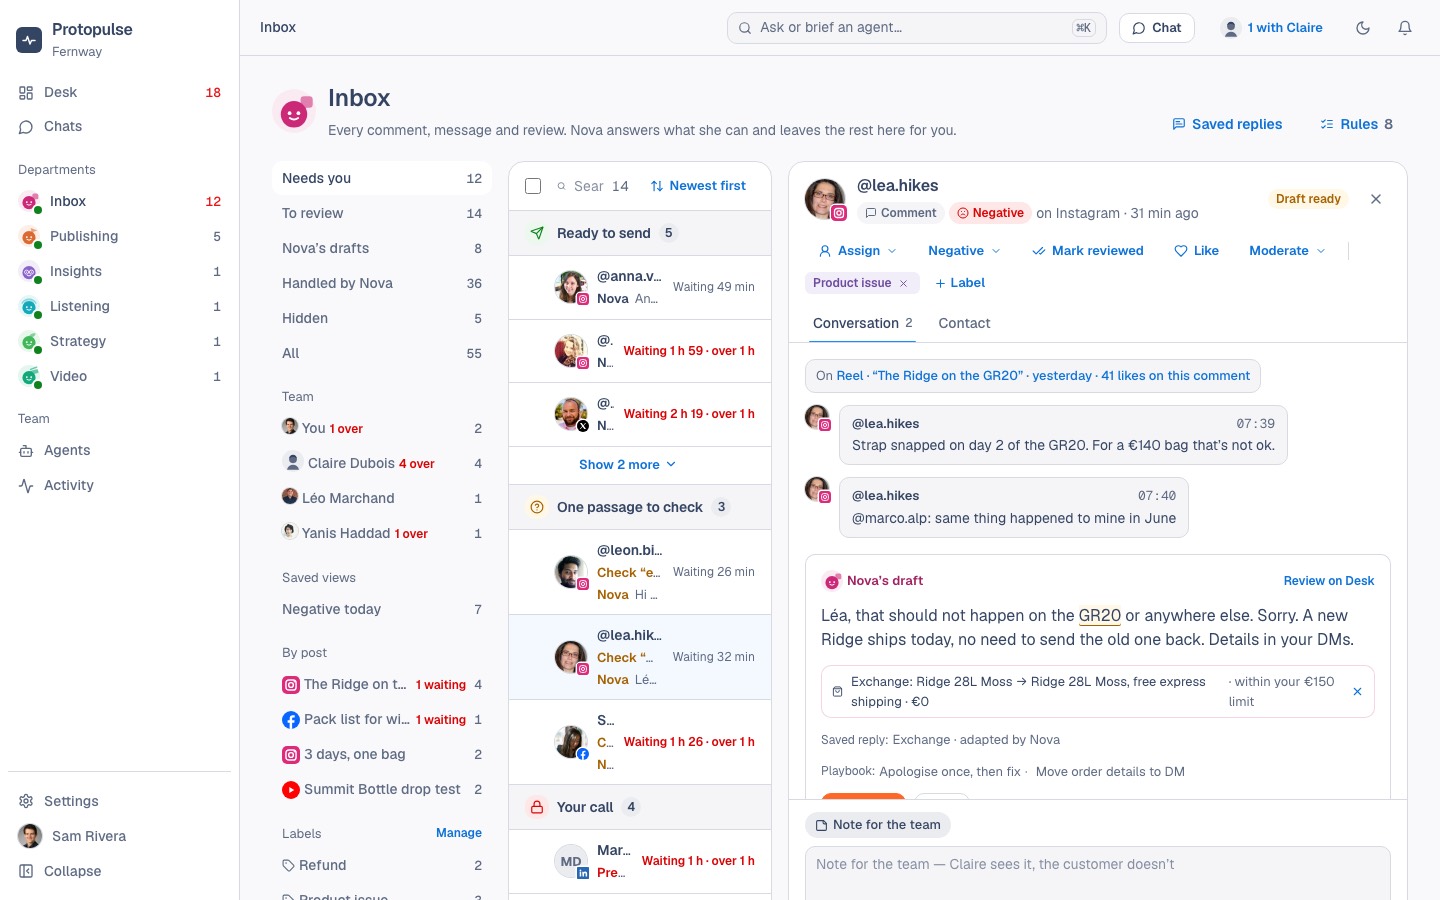 Protopulse
Fernway
Desk 18
Chats
Departments
Inbox 12
Publishing 5
Insights 1
Listening 1
Strategy 1
Video 1
Team
Agents
Activity
Settings
Sam Rivera
Collapse
Inbox
Ask or brief an agent… ⌘K
Chat
1 with Claire
Inbox
Every comment, message and review. Nova answers what she can and leaves the rest here for you.
Saved replies
Rules 8
Needs you 12
To review 14
Nova's drafts 8
Handled by Nova 36
Hidden 5
All 55
Team
You 1 over 2
Claire Dubois 4 over 4
Léo Marchand 1
Yanis Haddad 1 over 1
Saved views
Negative today 7
By post
The Ridge on t… 1 waiting 4
Pack list for wi… 1 waiting 1
3 days, one bag 2
Summit Bottle drop test 2
Labels Manage
Refund 2
Product issue 3
Sear 14 Newest first
Ready to send 5
@anna.v…
Nova An…
Waiting 49 min
@.
N…
Waiting 1 h 59 · over 1 h
@.
N…
Waiting 2 h 19 · over 1 h
Show 2 more
One passage to check 3
@leon.bi…
Check “e…
Nova Hi …
Waiting 26 min
@lea.hik…
Check “…
Nova Lé…
Waiting 32 min
S…
C…
N…
Waiting 1 h 26 · over 1 h
Your call 4
MD
Mar…
Pre…
Waiting 1 h · over 1 h
@lea.hikes
Comment Negative on Instagram · 31 min ago
Draft ready
Assign Negative Mark reviewed Like Moderate
Product issue + Label
Conversation 2 Contact
On Reel · “The Ridge on the GR20” · yesterday · 41 likes on this comment
@lea.hikes 07:39
Strap snapped on day 2 of the GR20. For a €140 bag that's not ok.
@lea.hikes 07:40
@marco.alp: same thing happened to mine in June
Nova's draft Review on Desk
Léa, that should not happen on the GR20 or anywhere else. Sorry. A new
Ridge ships today, no need to send the old one back. Details in your DMs.
Exchange: Ridge 28L Moss → Ridge 28L Moss, free express
shipping · €0
· within your €150
limit
Saved reply: Exchange · adapted by Nova
Playbook: Apologise once, then fix · Move order details to DM
Note for the team
Note for the team — Claire sees it, the customer doesn't